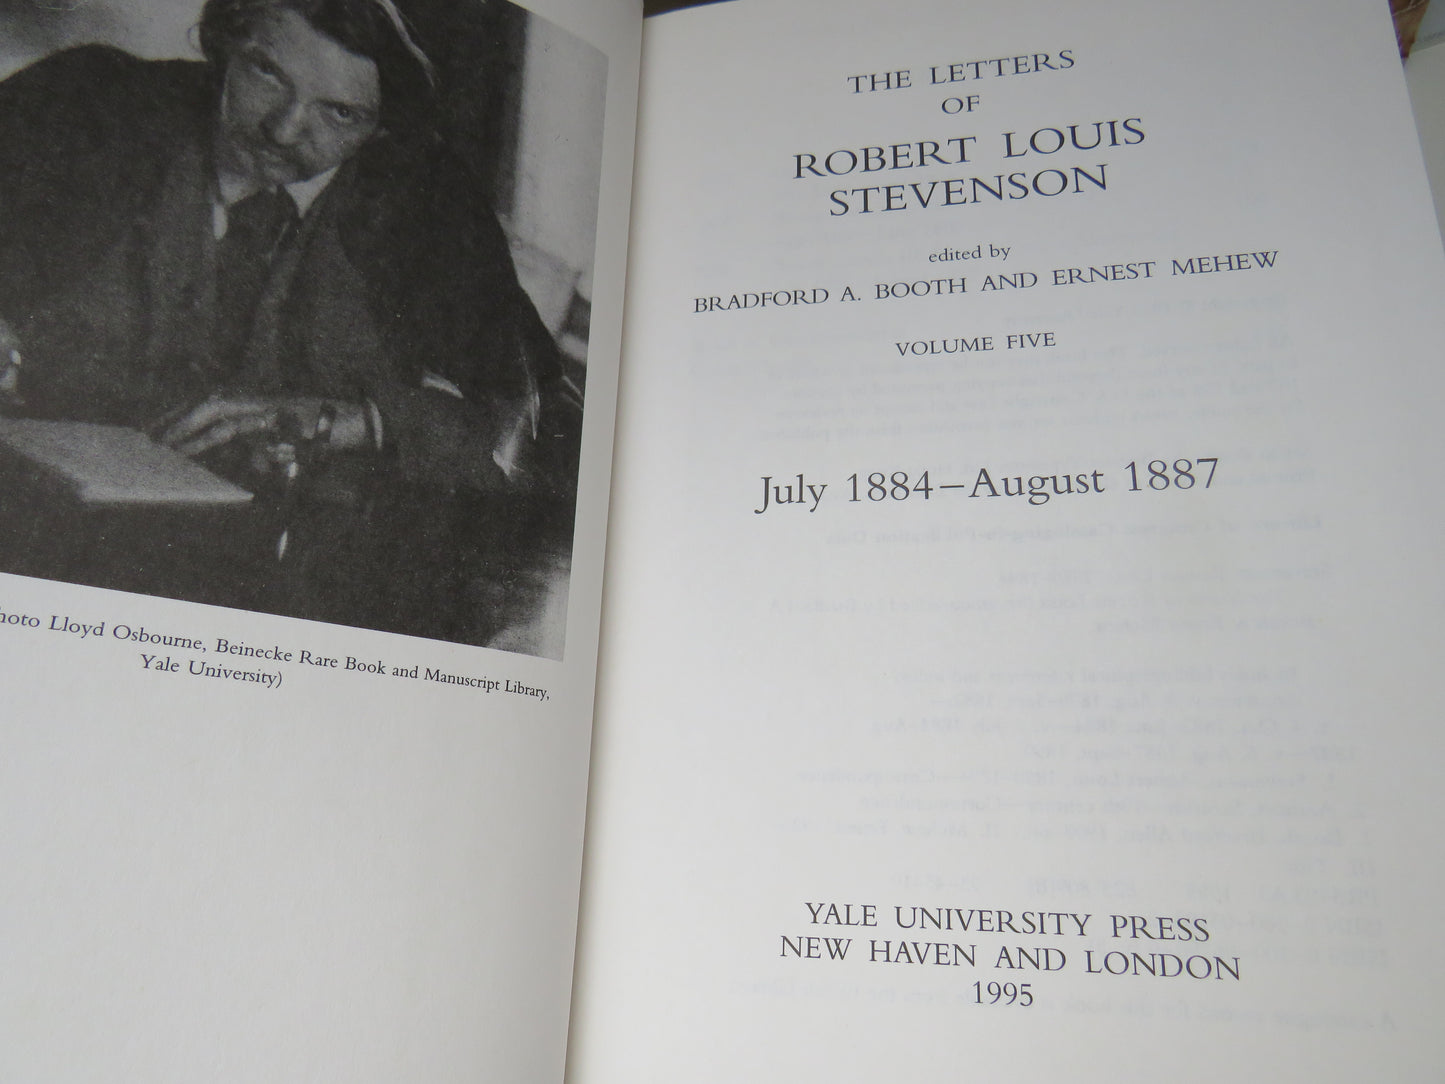 Photo Lloyd Osbourne, Beinecke Rare Book and Manuscript Library,
Yale University)
THE LETTERS
OF
ROBERT LOUIS
STEVENSON
edited by
BRADFORD A. BOOTH AND ERNEST MEHEW
VOLUME FIVE
July 1884–August 1887
YALE UNIVERSITY PRESS
NEW HAVEN AND LONDON
1995